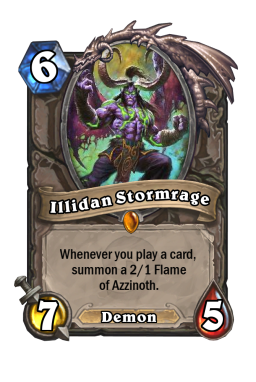 6
Illidan Stormrage
Whenever you play a card,
summon a 2/1 Flame
of Azzinoth.
7
Demon
5